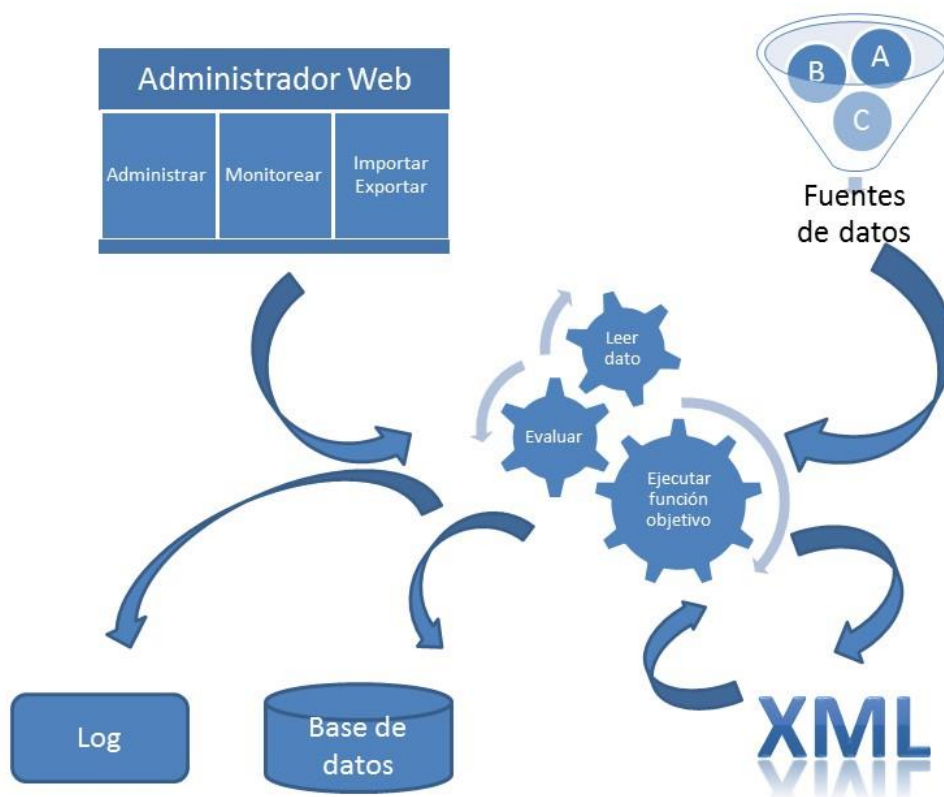 Administrador Web
Administrar
Monitorear
Importar
Exportar
B
A
C
Fuentes
de datos
Leer
dato
Evaluar
Ejecutar
función
objetivo
Log
Base de
datos
XML